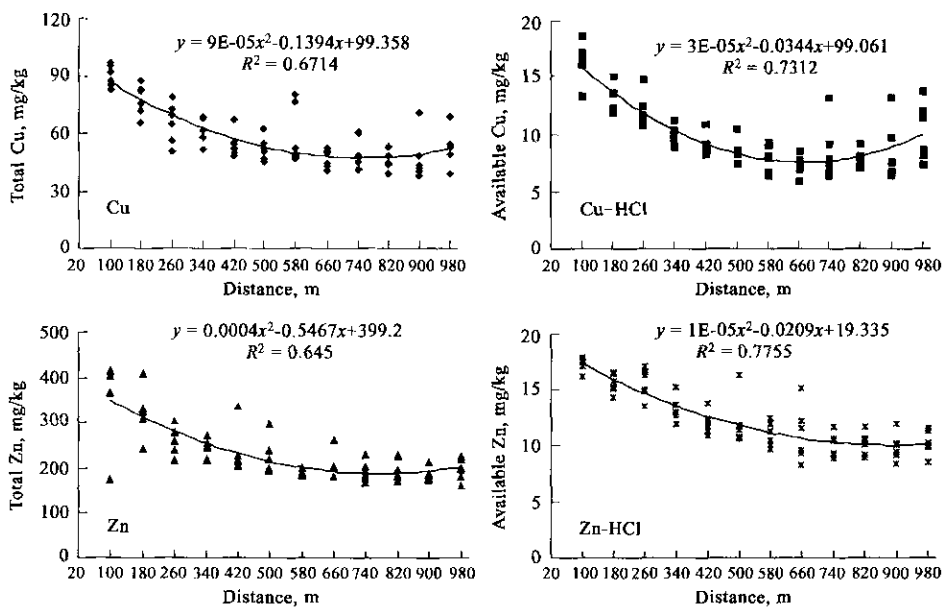 y = 9E-05x²-0.1394x+99.358
R² = 0.6714
Total Cu, mg/kg
120
90
60
30
0
Cu
20 100 180 260 340 420 500 580 660 740 820 900 980
Distance, m
y = 3E-05x²-0.0344x+99.061
R² = 0.7312
Available Cu, mg/kg
20
15
10
5
0
Cu-HCl
20 100 180 260 340 420 500 580 660 740 820 900 980
Distance, m
y = 0.0004x²-0.5467x+399.2
R² = 0.645
Total Zn, mg/kg
500
400
300
200
100
0
Zn
20 100 180 260 340 420 500 580 660 740 820 900 980
Distance, m
y = 1E-05x²-0.0209x+19.335
R² = 0.7755
Available Zn, mg/kg
20
15
10
5
0
Zn-HCl
20 100 180 260 340 420 500 580 660 740 820 900 980
Distance, m